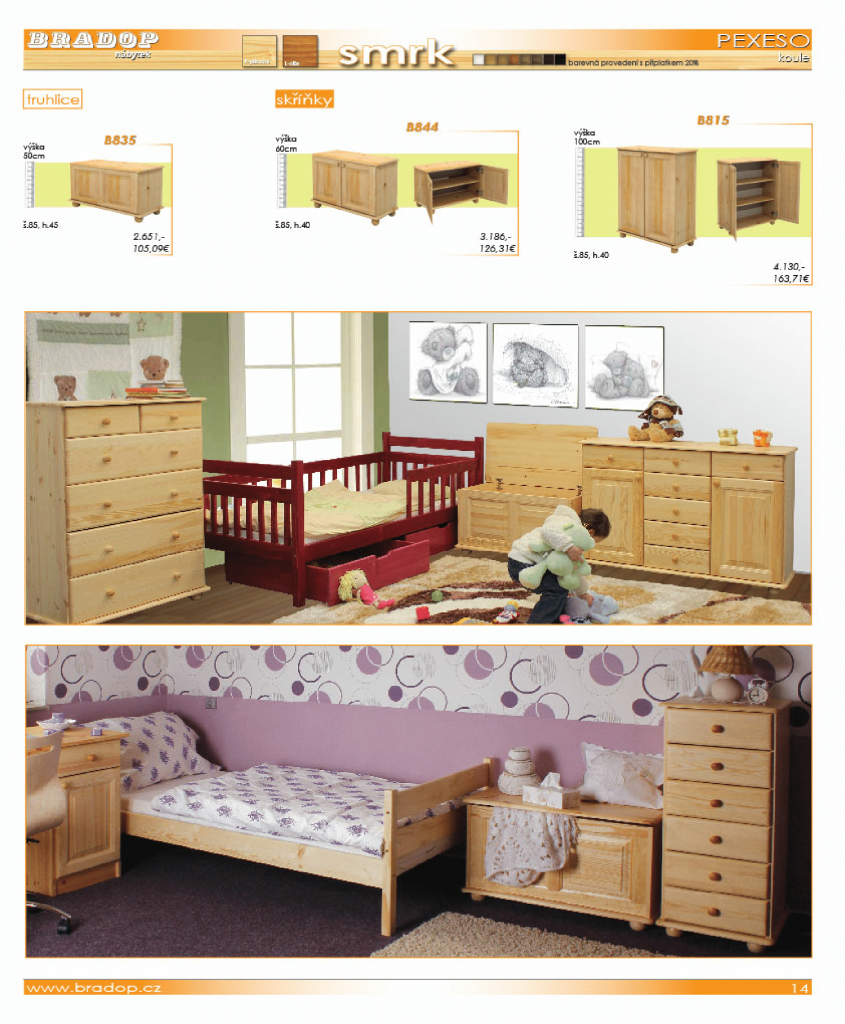 BRADOP
nábytek
smrk
barevná provedení s příplatkem 20%
PEXESO
koule
truhlice
skříňky
B835
výška
50cm
š.85, h.45
2.651,-
105,09€
B844
výška
60cm
š.85, h.40
3.186,-
126,31€
B815
výška
100cm
š.85, h.40
4.130,-
163,71€
www.bradop.cz
14